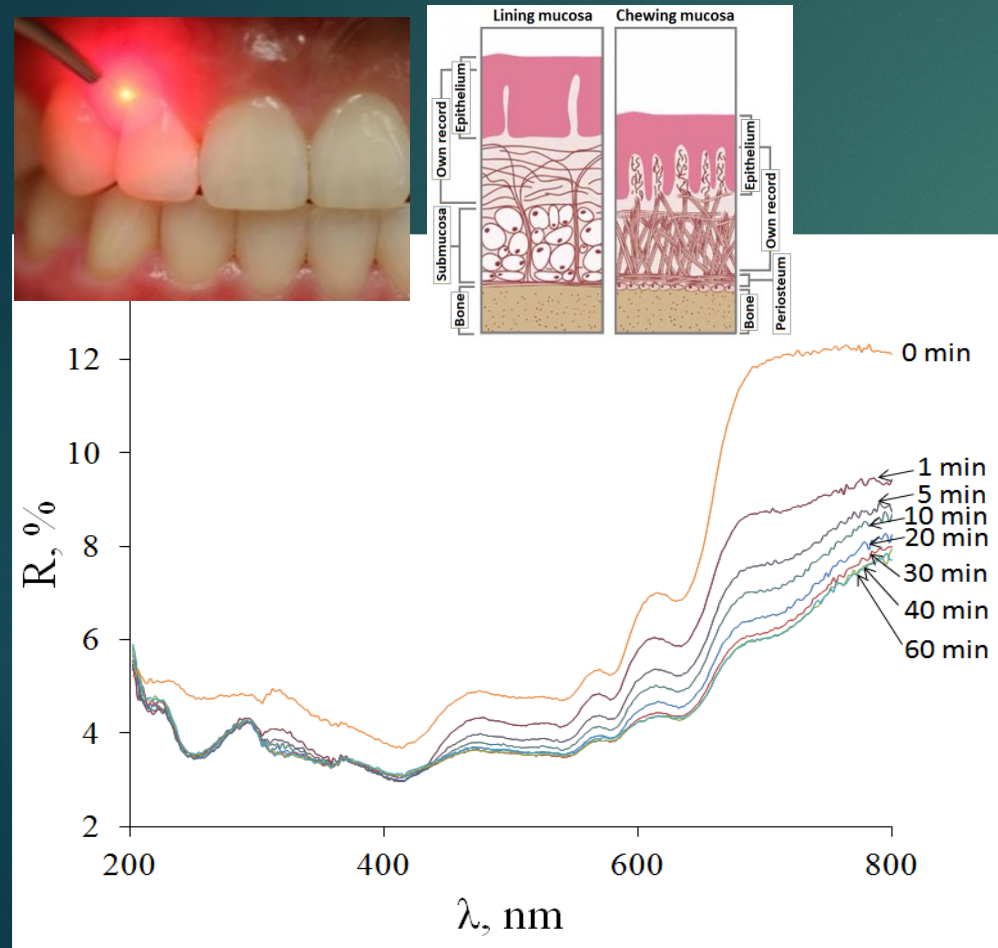 Lining mucosa
Chewing mucosa
Epithelium
Own record
Submucosa
Bone
Epithelium
Own record
Periosteum
Bone
12
10
8
6
4
2
R, %
200
400
600
800
λ, nm
0 min
1 min
5 min
10 min
20 min
30 min
40 min
60 min